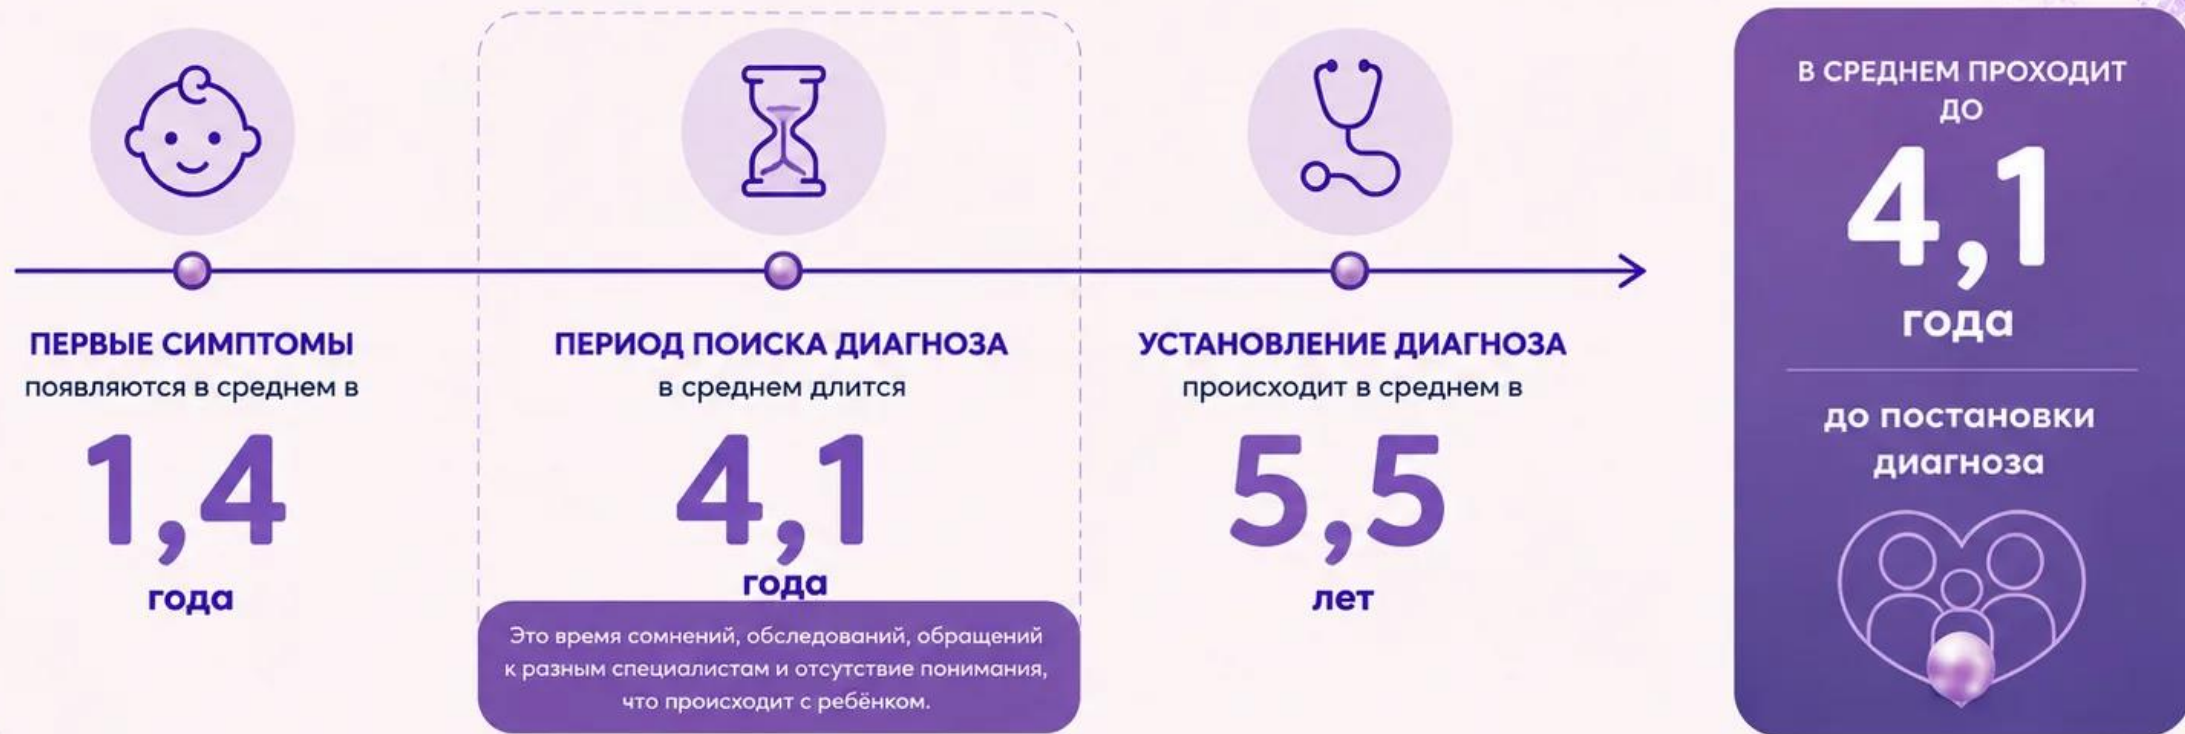 ПЕРВЫЕ СИМПТОМЫ
появляются в среднем в
1,4
года
ПЕРИОД ПОИСКА ДИАГНОЗА
в среднем длится
4,1
года
Это время сомнений, обследований, обращений
к разным специалистам и отсутствие понимания,
что происходит с ребёнком.
УСТАНОВЛЕНИЕ ДИАГНОЗА
происходит в среднем в
5,5
лет
В СРЕДНЕМ ПРОХОДИТ
ДО
4,1
года
до постановки
диагноза